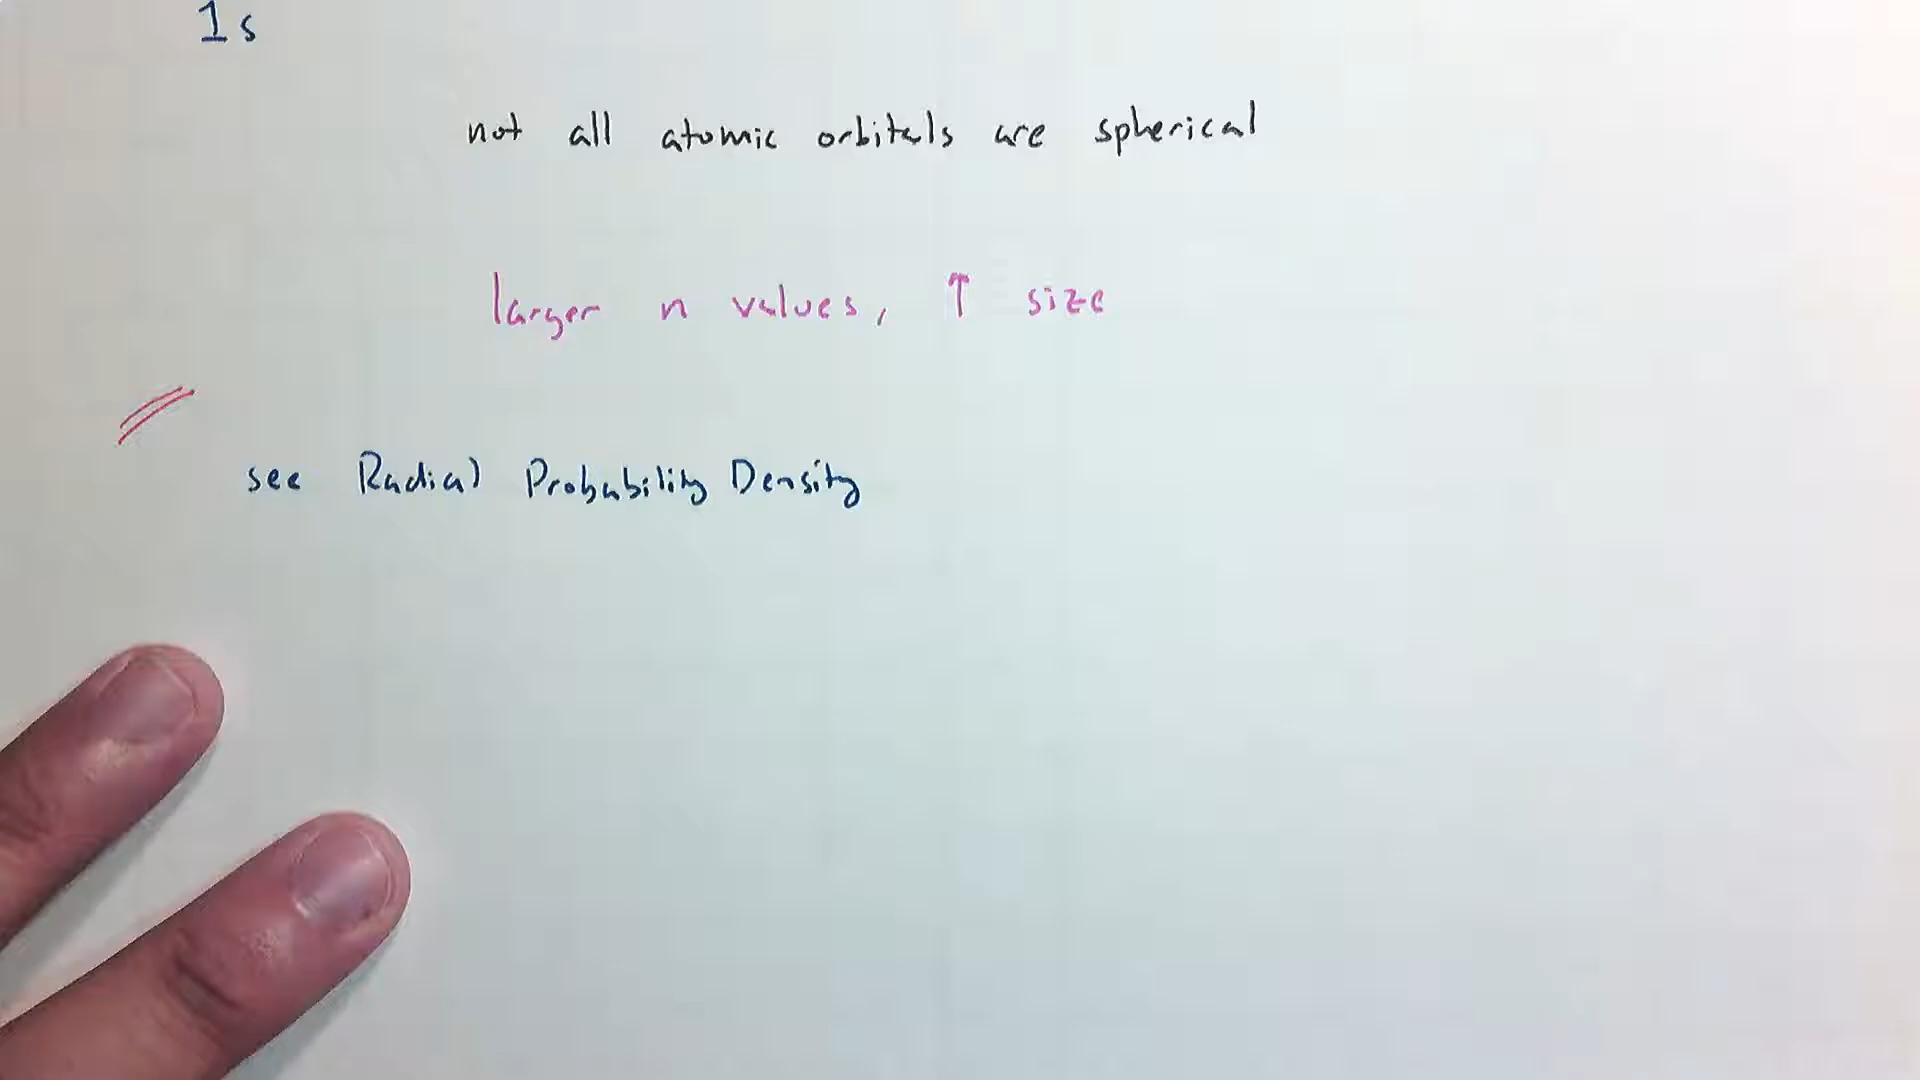 1s
not all atomic orbitals are spherical
larger n values, ↑ size
see Radial Probability Density